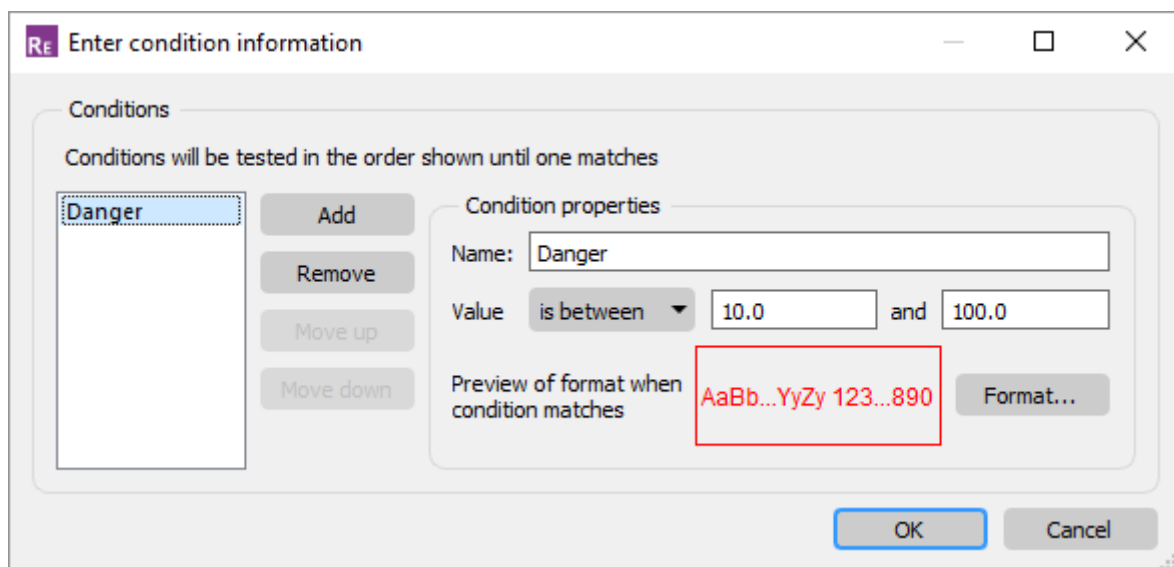 RE Enter condition information
Conditions
Conditions will be tested in the order shown until one matches
Danger
Add
Remove
Move up
Move down
Condition properties
Name: Danger
Value is between 10.0 and 100.0
Preview of format when
condition matches
AaBb...YyZy 123...890
Format...
OK Cancel